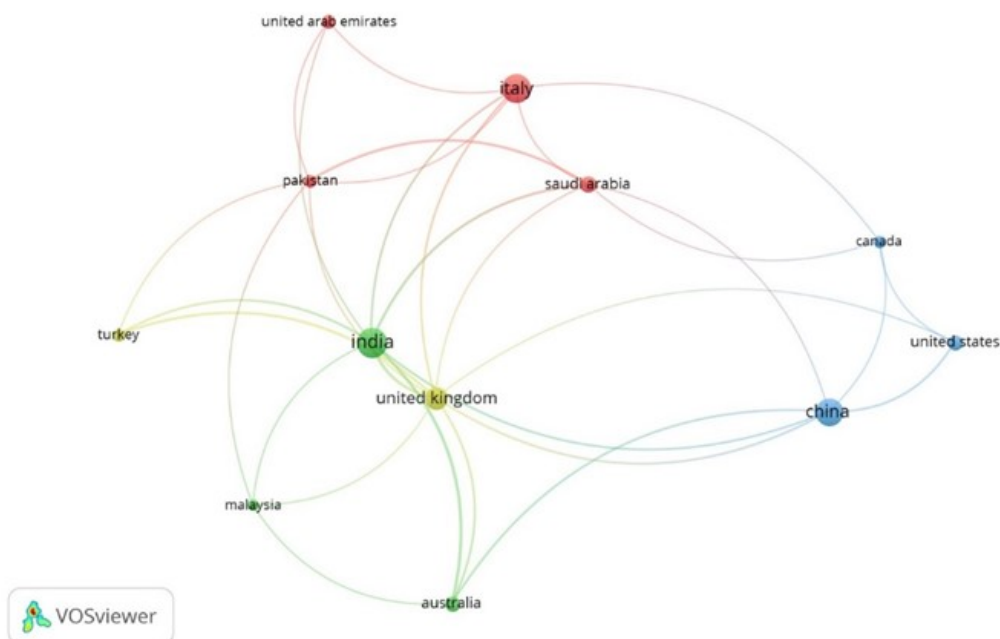 united arab emirates
italy
pakistan
saudi arabia
canada
turkey
india
united states
united kingdom
china
malaysia
australia
VOSviewer